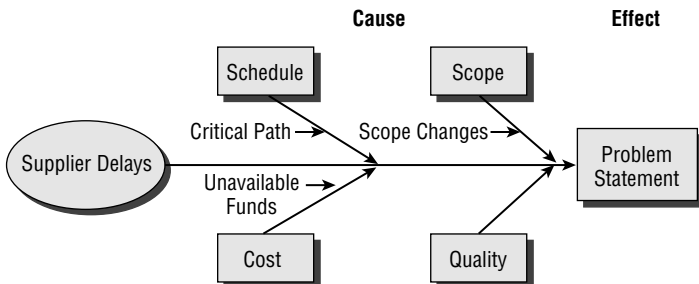 Cause
Effect
Schedule
Scope
Critical Path
Scope Changes
Supplier Delays
Problem
Statement
Unavailable
Funds
Cost
Quality